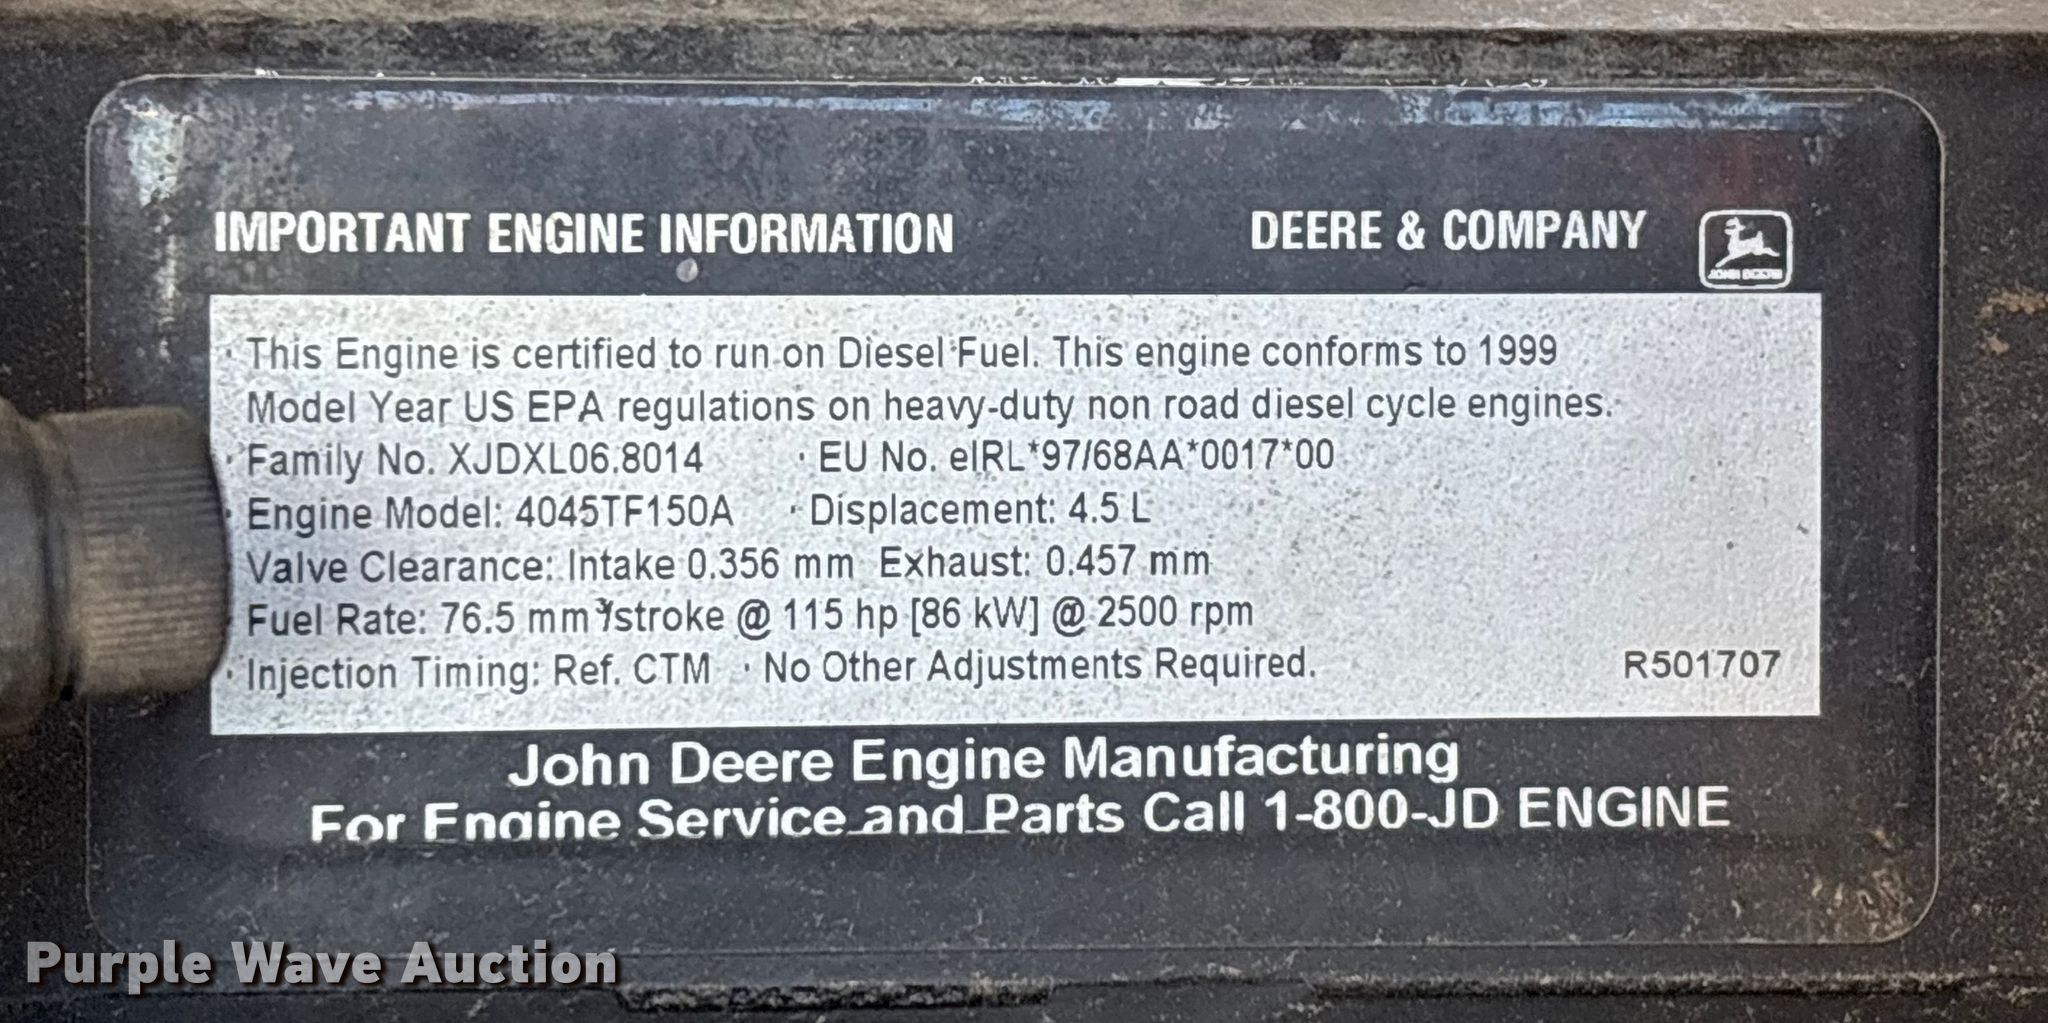 IMPORTANT ENGINE INFORMATION DEERE & COMPANY
JOHN DEERE
· This Engine is certified to run on Diesel Fuel. This engine conforms to 1999
Model Year US EPA regulations on heavy-duty non road diesel cycle engines.
· Family No. XJDXL06.8014 · EU No. eIRL*97/68AA*0017*00
· Engine Model: 4045TF150A · Displacement: 4.5 L
Valve Clearance: Intake 0.356 mm Exhaust: 0.457 mm
Fuel Rate: 76.5 mm³/stroke @ 115 hp [86 kW] @ 2500 rpm
· Injection Timing: Ref. CTM · No Other Adjustments Required. R501707
John Deere Engine Manufacturing
For Engine Service and Parts Call 1-800-JD ENGINE
Purple Wave Auction